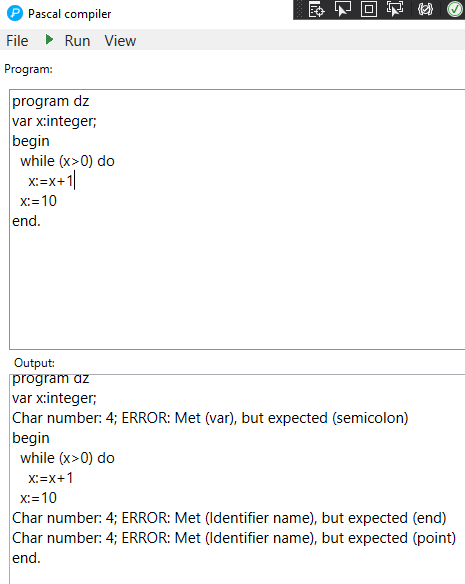 Pascal compiler
File Run View
Program:
program dz
var x:integer;
begin
while (x>0) do
x:=x+1
x:=10
end.
Output:
program dz
var x:integer;
Char number: 4; ERROR: Met (var), but expected (semicolon)
begin
while (x>0) do
x:=x+1
x:=10
Char number: 4; ERROR: Met (Identifier name), but expected (end)
Char number: 4; ERROR: Met (Identifier name), but expected (point)
end.